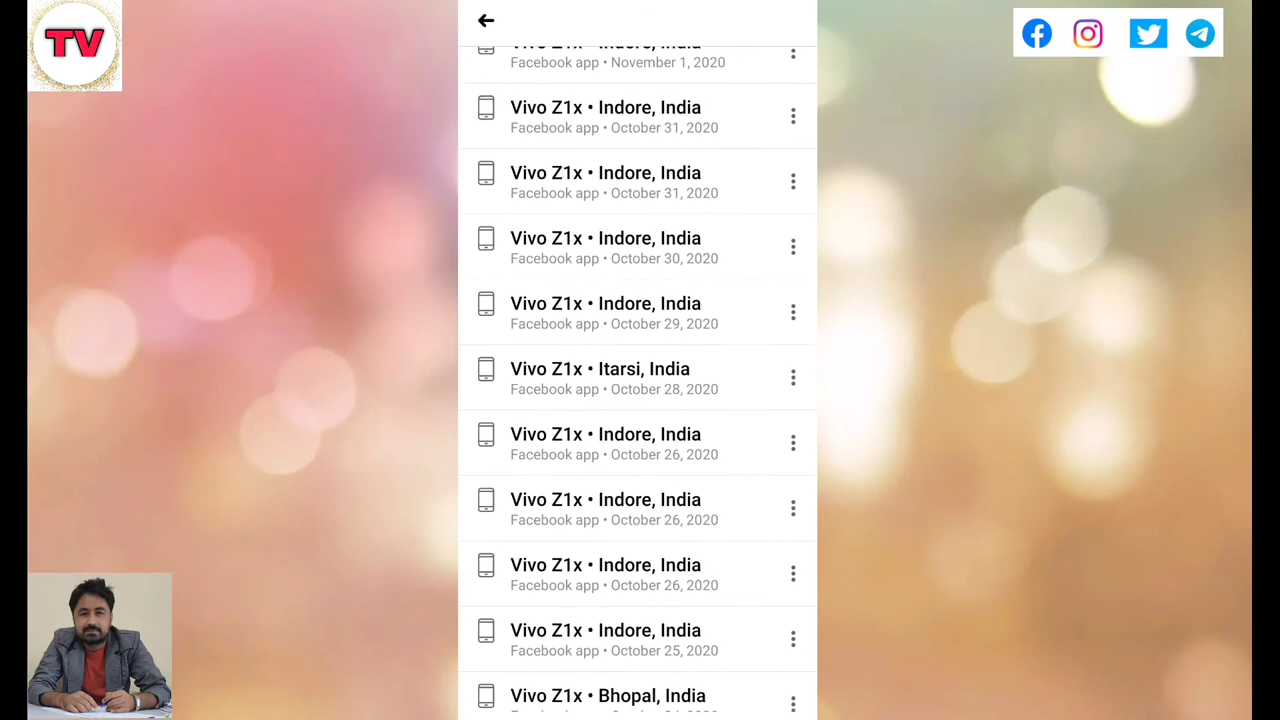 TV
Vivo Z1x • Indore, India
Facebook app • November 1, 2020
Vivo Z1x • Indore, India
Facebook app • October 31, 2020
Vivo Z1x • Indore, India
Facebook app • October 31, 2020
Vivo Z1x • Indore, India
Facebook app • October 30, 2020
Vivo Z1x • Indore, India
Facebook app • October 29, 2020
Vivo Z1x • Itarsi, India
Facebook app • October 28, 2020
Vivo Z1x • Indore, India
Facebook app • October 26, 2020
Vivo Z1x • Indore, India
Facebook app • October 26, 2020
Vivo Z1x • Indore, India
Facebook app • October 26, 2020
Vivo Z1x • Indore, India
Facebook app • October 25, 2020
Vivo Z1x • Bhopal, India